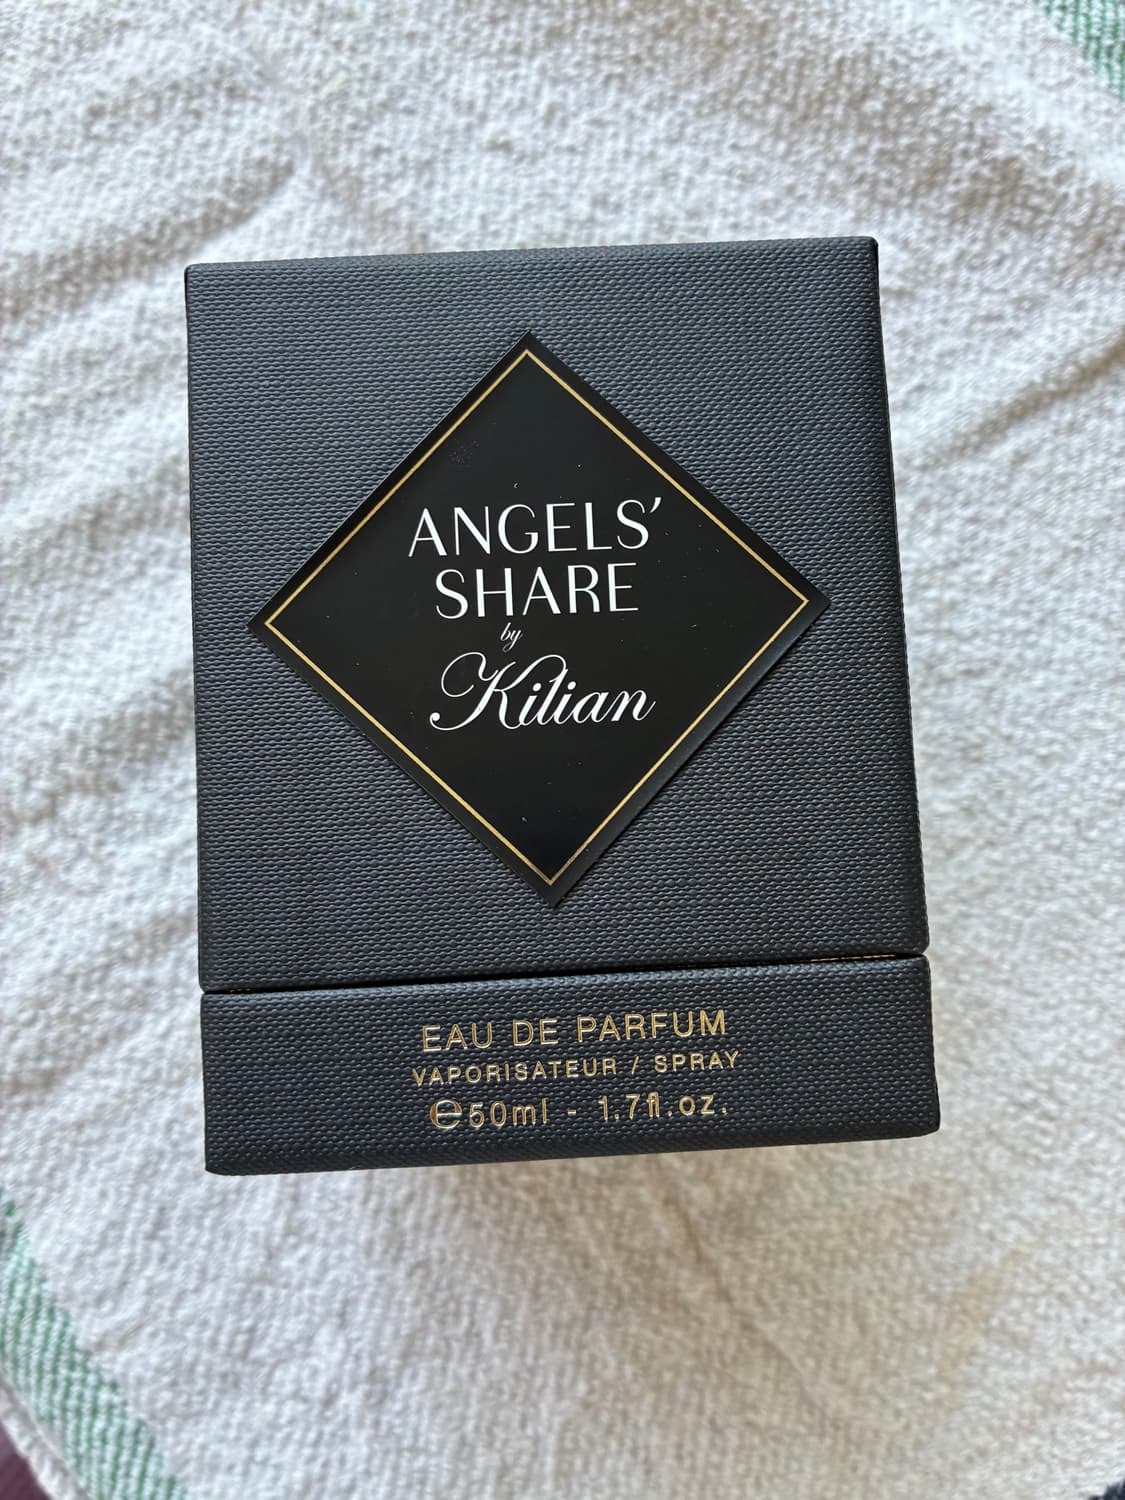 ANGELS’
SHARE
by
Kilian
EAU DE PARFUM
VAPORISATEUR / SPRAY
℮50ml - 1.7fl.oz.